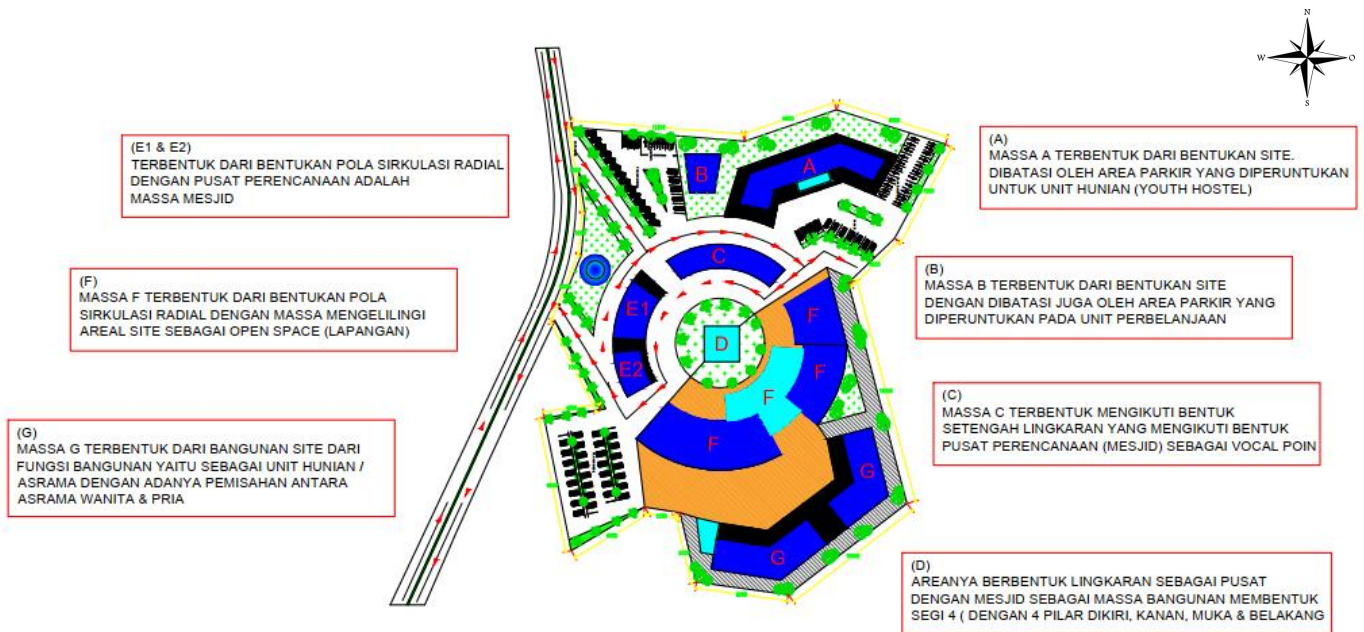 N
W
O
S
(E1 & E2)
TERBENTUK DARI BENTUKAN POLA SIRKULASI RADIAL
DENGAN PUSAT PERENCANAAN ADALAH
MASSA MESJID
(F)
MASSA F TERBENTUK DARI BENTUKAN POLA
SIRKULASI RADIAL DENGAN MASSA MENGELILINGI
AREAL SITE SEBAGAI OPEN SPACE (LAPANGAN)
(G)
MASSA G TERBENTUK DARI BANGUNAN SITE DARI
FUNGSI BANGUNAN YAITU SEBAGAI UNIT HUNIAN /
ASRAMA DENGAN ADANYA PEMISAHAN ANTARA
ASRAMA WANITA & PRIA
B
A
C
E1
E2
D
F
F
F
F
G
G
(A)
MASSA A TERBENTUK DARI BENTUKAN SITE.
DIBATASI OLEH AREA PARKIR YANG DIPERUNTUKAN
UNTUK UNIT HUNIAN (YOUTH HOSTEL)
(B)
MASSA B TERBENTUK DARI BENTUKAN SITE
DENGAN DIBATASI JUGA OLEH AREA PARKIR YANG
DIPERUNTUKAN PADA UNIT PERBELANJAAN
(C)
MASSA C TERBENTUK MENGIKUTI BENTUK
SETENGAH LINGKARAN YANG MENGIKUTI BENTUK
PUSAT PERENCANAAN (MESJID) SEBAGAI VOCAL POIN
(D)
AREANYA BERBENTUK LINGKARAN SEBAGAI PUSAT
DENGAN MESJID SEBAGAI MASSA BANGUNAN MEMBENTUK
SEGI 4 ( DENGAN 4 PILAR DIKIRI, KANAN, MUKA & BELAKANG